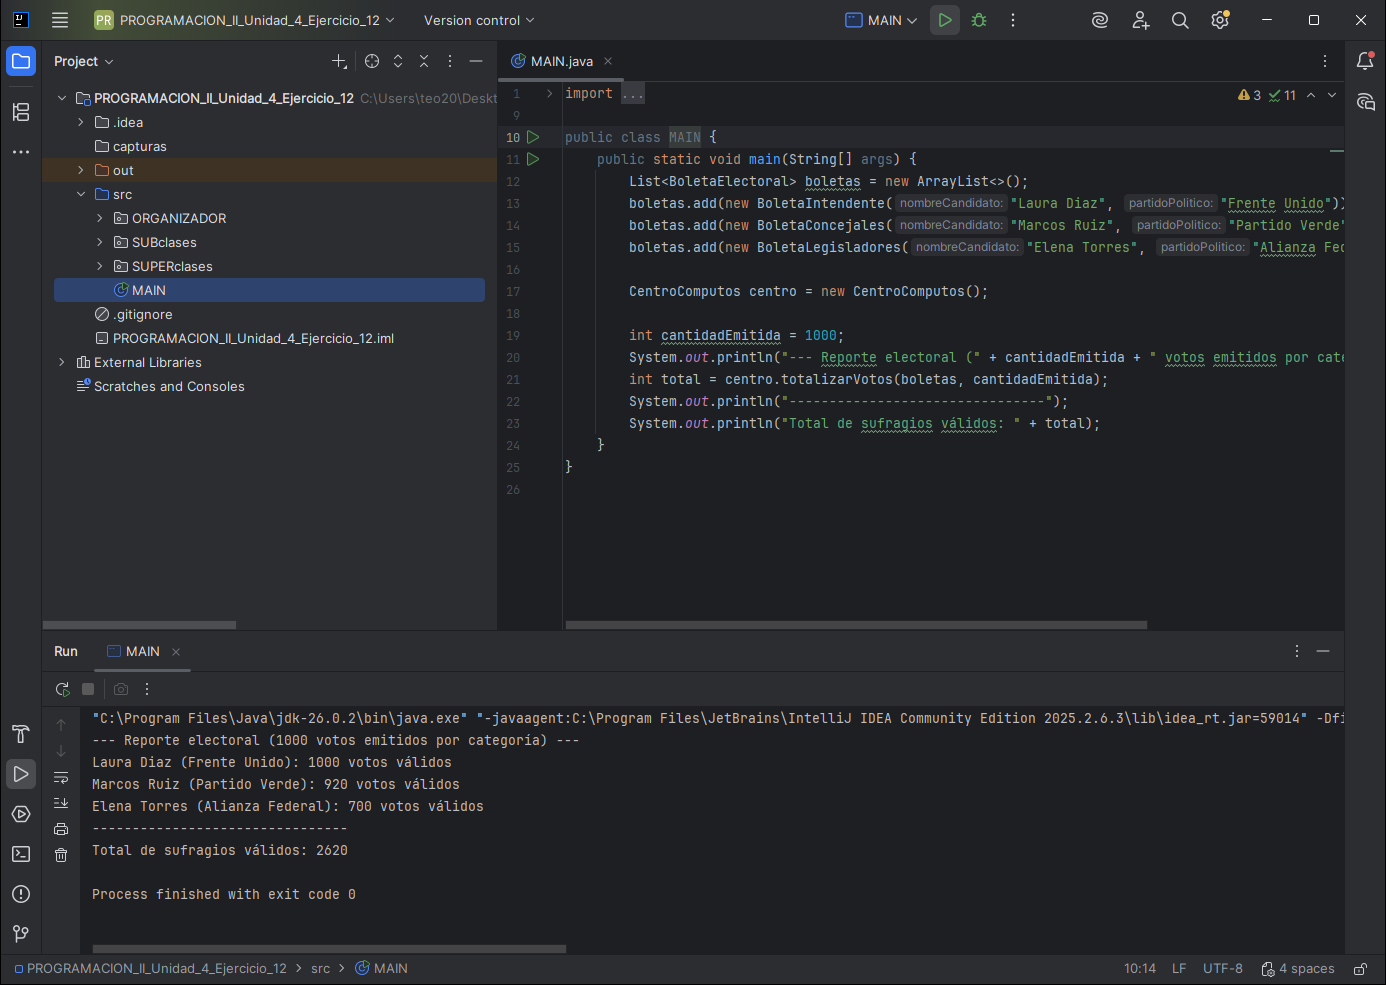 PR PROGRAMACION_II_Unidad_4_Ejercicio_12 Version control MAIN
Project
MAIN.java
PROGRAMACION_II_Unidad_4_Ejercicio_12 C:\Users\teo20\Deskt
.idea
capturas
out
src
ORGANIZADOR
SUBclases
SUPERclases
MAIN
.gitignore
PROGRAMACION_II_Unidad_4_Ejercicio_12.iml
External Libraries
Scratches and Consoles
3 11
1 import ...
9
10 public class MAIN {
11 public static void main(String[] args) {
12 List<BoletaElectoral> boletas = new ArrayList<>();
13 boletas.add(new BoletaIntendente( nombreCandidato: "Laura Diaz", partidoPolitico: "Frente Unido"))
14 boletas.add(new BoletaConcejales( nombreCandidato: "Marcos Ruiz", partidoPolitico: "Partido Verde"
15 boletas.add(new BoletaLegisladores( nombreCandidato: "Elena Torres", partidoPolitico: "Alianza Fed
16
17 CentroComputos centro = new CentroComputos();
18
19 int cantidadEmitida = 1000;
20 System.out.println("--- Reporte electoral (" + cantidadEmitida + " votos emitidos por cate
21 int total = centro.totalizarVotos(boletas, cantidadEmitida);
22 System.out.println("--------------------------------");
23 System.out.println("Total de sufragios válidos: " + total);
24 }
25 }
26
Run MAIN
"C:\Program Files\Java\jdk-26.0.2\bin\java.exe" "-javaagent:C:\Program Files\JetBrains\IntelliJ IDEA Community Edition 2025.2.6.3\lib\idea_rt.jar=59014" -Dfi
--- Reporte electoral (1000 votos emitidos por categoría) ---
Laura Diaz (Frente Unido): 1000 votos válidos
Marcos Ruiz (Partido Verde): 920 votos válidos
Elena Torres (Alianza Federal): 700 votos válidos
--------------------------------
Total de sufragios válidos: 2620
Process finished with exit code 0
PROGRAMACION_II_Unidad_4_Ejercicio_12 > src > MAIN 10:14 LF UTF-8 4 spaces